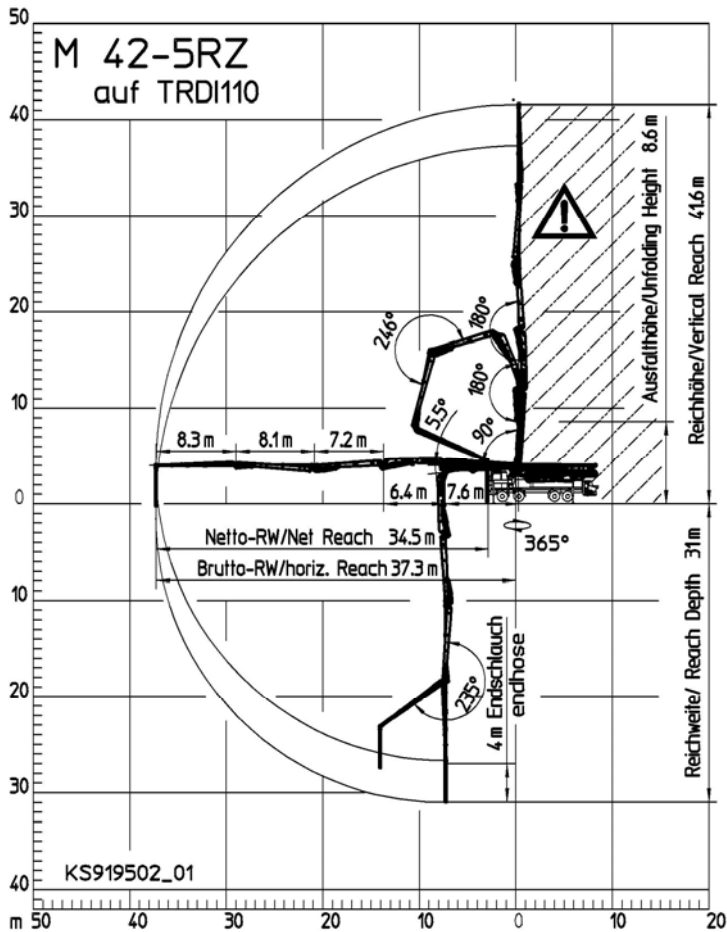 M 42-5RZ
auf TRDI110
50
40
30
20
10
0
10
20
30
40
Ausfalthöhe/Unfolding Height 8.6 m
Reichhöhe/Vertical Reach 41.6 m
246°
180°
180°
5.5°
90°
8.3 m
8.1 m
7.2 m
6.4 m
7.6 m
Netto-RW/Net Reach 34.5 m
365°
Brutto-RW/horiz. Reach 37.3 m
235°
4 m Endschlauch
endhose
Reichweite/ Reach Depth 31m
KS919502_01
m 50 40 30 20 10 0 10 20